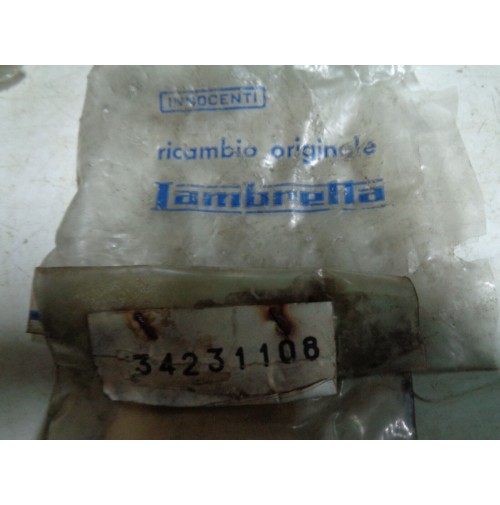 INNOCENTI
ricambio originale
Lambretta
34231108